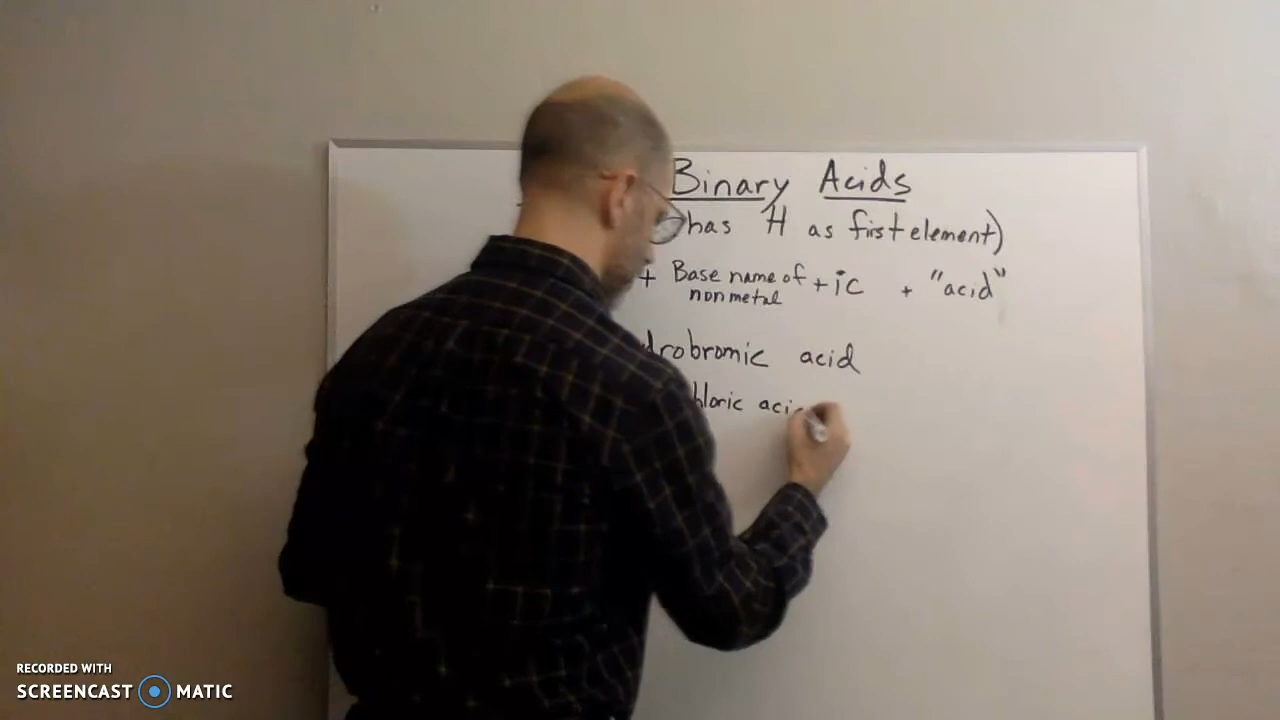 Binary Acids
has H as first element)
+ Base name of + ic + "acid"
nonmetal
drobromic acid
hloric aci
RECORDED WITH
SCREENCAST MATIC